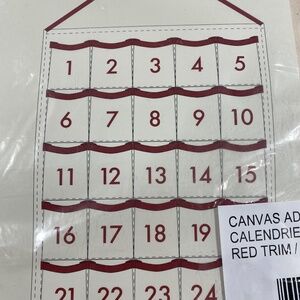 1 2 3 4 5
6 7 8 9 10
11 12 13 14 15
16 17 18 19
21 22 23 24
CANVAS AD
CALENDRIE
RED TRIM /